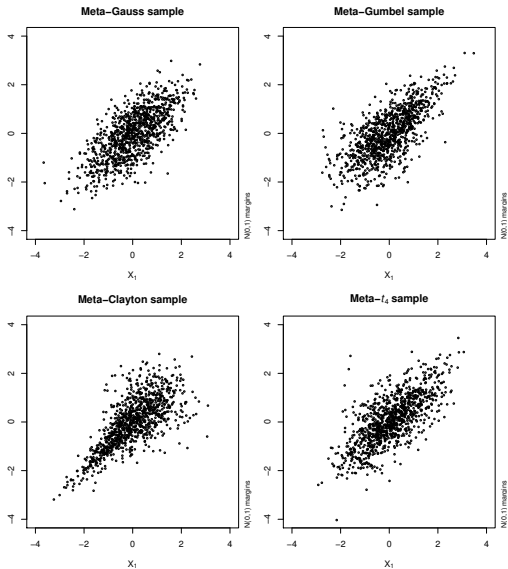 Meta−Gauss sample
4
2
0
−2
−4
−4 −2 0 2 4
X1
N(0,1) margins
Meta−Gumbel sample
4
2
0
−2
−4
−4 −2 0 2 4
X1
N(0,1) margins
Meta−Clayton sample
4
2
0
−2
−4
−4 −2 0 2 4
X1
N(0,1) margins
Meta−t4 sample
4
2
0
−2
−4
−4 −2 0 2 4
X1
N(0,1) margins